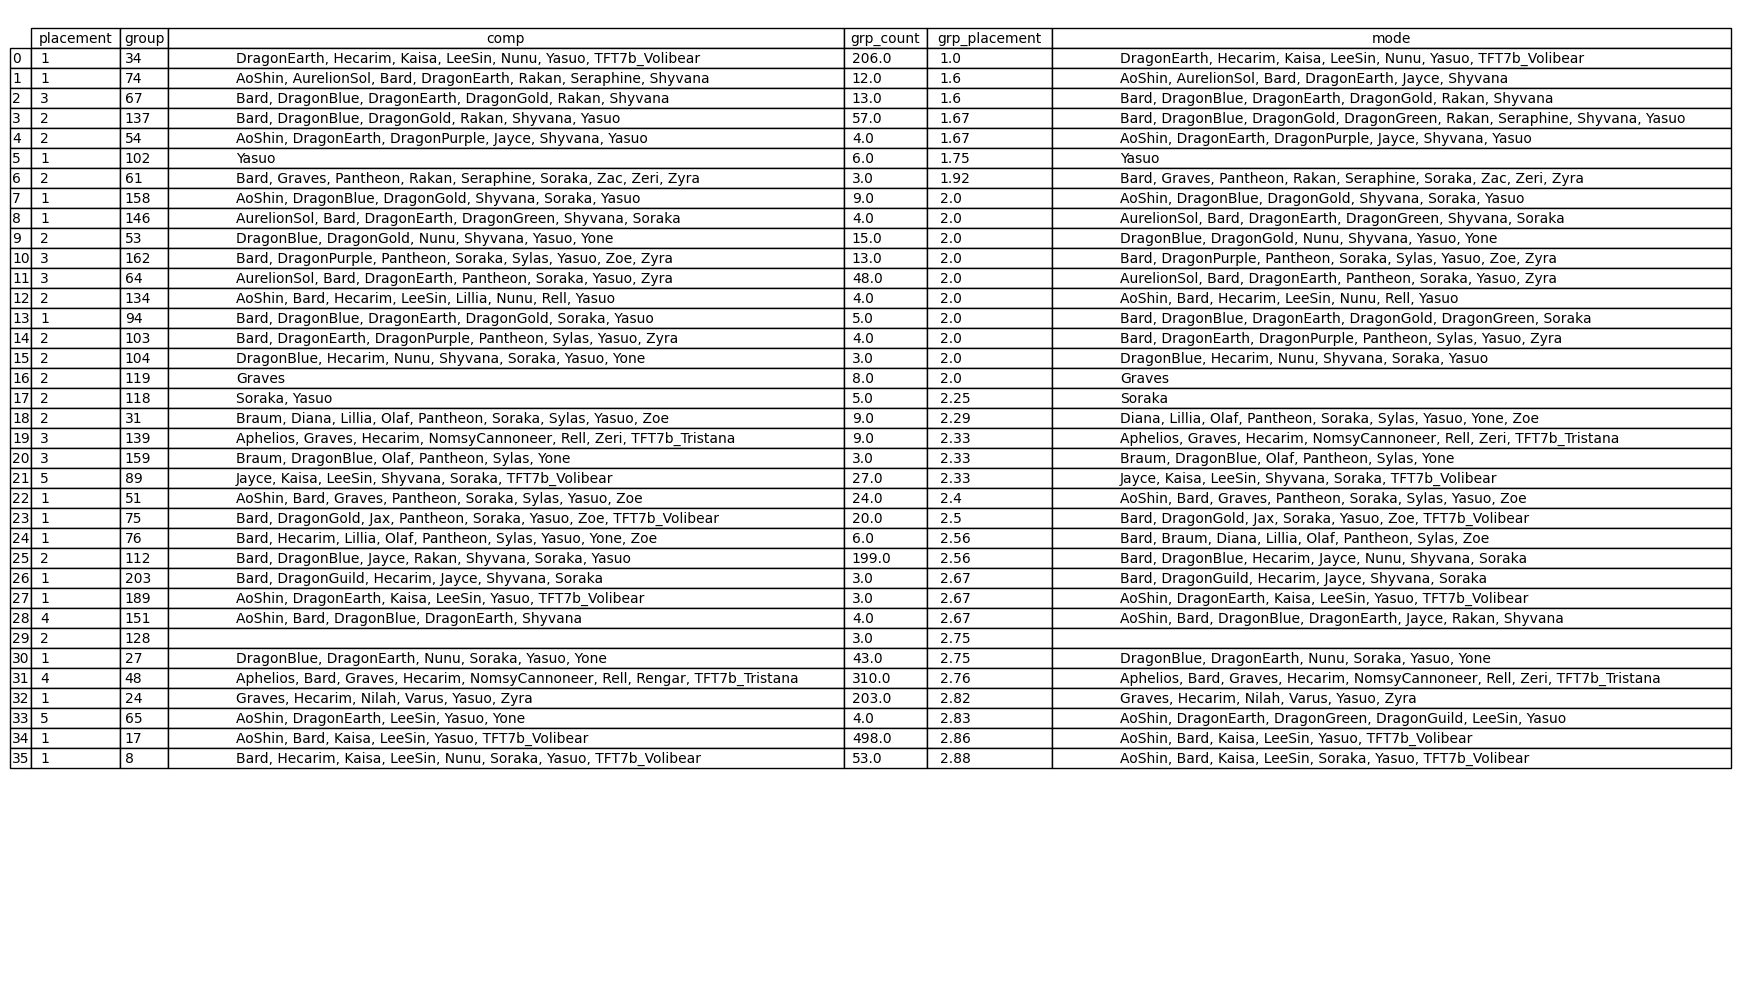 placement group comp grp_count grp_placement mode
0 1 34 DragonEarth, Hecarim, Kaisa, LeeSin, Nunu, Yasuo, TFT7b_Volibear 206.0 1.0 DragonEarth, Hecarim, Kaisa, LeeSin, Nunu, Yasuo, TFT7b_Volibear
1 1 74 AoShin, AurelionSol, Bard, DragonEarth, Rakan, Seraphine, Shyvana 12.0 1.6 AoShin, AurelionSol, Bard, DragonEarth, Jayce, Shyvana
2 3 67 Bard, DragonBlue, DragonEarth, DragonGold, Rakan, Shyvana 13.0 1.6 Bard, DragonBlue, DragonEarth, DragonGold, Rakan, Shyvana
3 2 137 Bard, DragonBlue, DragonGold, Rakan, Shyvana, Yasuo 57.0 1.67 Bard, DragonBlue, DragonGold, DragonGreen, Rakan, Seraphine, Shyvana, Yasuo
4 2 54 AoShin, DragonEarth, DragonPurple, Jayce, Shyvana, Yasuo 4.0 1.67 AoShin, DragonEarth, DragonPurple, Jayce, Shyvana, Yasuo
5 1 102 Yasuo 6.0 1.75 Yasuo
6 2 61 Bard, Graves, Pantheon, Rakan, Seraphine, Soraka, Zac, Zeri, Zyra 3.0 1.92 Bard, Graves, Pantheon, Rakan, Seraphine, Soraka, Zac, Zeri, Zyra
7 1 158 AoShin, DragonBlue, DragonGold, Shyvana, Soraka, Yasuo 9.0 2.0 AoShin, DragonBlue, DragonGold, Shyvana, Soraka, Yasuo
8 1 146 AurelionSol, Bard, DragonEarth, DragonGreen, Shyvana, Soraka 4.0 2.0 AurelionSol, Bard, DragonEarth, DragonGreen, Shyvana, Soraka
9 2 53 DragonBlue, DragonGold, Nunu, Shyvana, Yasuo, Yone 15.0 2.0 DragonBlue, DragonGold, Nunu, Shyvana, Yasuo, Yone
10 3 162 Bard, DragonPurple, Pantheon, Soraka, Sylas, Yasuo, Zoe, Zyra 13.0 2.0 Bard, DragonPurple, Pantheon, Soraka, Sylas, Yasuo, Zoe, Zyra
11 3 64 AurelionSol, Bard, DragonEarth, Pantheon, Soraka, Yasuo, Zyra 48.0 2.0 AurelionSol, Bard, DragonEarth, Pantheon, Soraka, Yasuo, Zyra
12 2 134 AoShin, Bard, Hecarim, LeeSin, Lillia, Nunu, Rell, Yasuo 4.0 2.0 AoShin, Bard, Hecarim, LeeSin, Nunu, Rell, Yasuo
13 1 94 Bard, DragonBlue, DragonEarth, DragonGold, Soraka, Yasuo 5.0 2.0 Bard, DragonBlue, DragonEarth, DragonGold, DragonGreen, Soraka
14 2 103 Bard, DragonEarth, DragonPurple, Pantheon, Sylas, Yasuo, Zyra 4.0 2.0 Bard, DragonEarth, DragonPurple, Pantheon, Sylas, Yasuo, Zyra
15 2 104 DragonBlue, Hecarim, Nunu, Shyvana, Soraka, Yasuo, Yone 3.0 2.0 DragonBlue, Hecarim, Nunu, Shyvana, Soraka, Yasuo
16 2 119 Graves 8.0 2.0 Graves
17 2 118 Soraka, Yasuo 5.0 2.25 Soraka
18 2 31 Braum, Diana, Lillia, Olaf, Pantheon, Soraka, Sylas, Yasuo, Zoe 9.0 2.29 Diana, Lillia, Olaf, Pantheon, Soraka, Sylas, Yasuo, Yone, Zoe
19 3 139 Aphelios, Graves, Hecarim, NomsyCannoneer, Rell, Zeri, TFT7b_Tristana 9.0 2.33 Aphelios, Graves, Hecarim, NomsyCannoneer, Rell, Zeri, TFT7b_Tristana
20 3 159 Braum, DragonBlue, Olaf, Pantheon, Sylas, Yone 3.0 2.33 Braum, DragonBlue, Olaf, Pantheon, Sylas, Yone
21 5 89 Jayce, Kaisa, LeeSin, Shyvana, Soraka, TFT7b_Volibear 27.0 2.33 Jayce, Kaisa, LeeSin, Shyvana, Soraka, TFT7b_Volibear
22 1 51 AoShin, Bard, Graves, Pantheon, Soraka, Sylas, Yasuo, Zoe 24.0 2.4 AoShin, Bard, Graves, Pantheon, Soraka, Sylas, Yasuo, Zoe
23 1 75 Bard, DragonGold, Jax, Pantheon, Soraka, Yasuo, Zoe, TFT7b_Volibear 20.0 2.5 Bard, DragonGold, Jax, Soraka, Yasuo, Zoe, TFT7b_Volibear
24 1 76 Bard, Hecarim, Lillia, Olaf, Pantheon, Sylas, Yasuo, Yone, Zoe 6.0 2.56 Bard, Braum, Diana, Lillia, Olaf, Pantheon, Sylas, Zoe
25 2 112 Bard, DragonBlue, Jayce, Rakan, Shyvana, Soraka, Yasuo 199.0 2.56 Bard, DragonBlue, Hecarim, Jayce, Nunu, Shyvana, Soraka
26 1 203 Bard, DragonGuild, Hecarim, Jayce, Shyvana, Soraka 3.0 2.67 Bard, DragonGuild, Hecarim, Jayce, Shyvana, Soraka
27 1 189 AoShin, DragonEarth, Kaisa, LeeSin, Yasuo, TFT7b_Volibear 3.0 2.67 AoShin, DragonEarth, Kaisa, LeeSin, Yasuo, TFT7b_Volibear
28 4 151 AoShin, Bard, DragonBlue, DragonEarth, Shyvana 4.0 2.67 AoShin, Bard, DragonBlue, DragonEarth, Jayce, Rakan, Shyvana
29 2 128 3.0 2.75
30 1 27 DragonBlue, DragonEarth, Nunu, Soraka, Yasuo, Yone 43.0 2.75 DragonBlue, DragonEarth, Nunu, Soraka, Yasuo, Yone
31 4 48 Aphelios, Bard, Graves, Hecarim, NomsyCannoneer, Rell, Rengar, TFT7b_Tristana 310.0 2.76 Aphelios, Bard, Graves, Hecarim, NomsyCannoneer, Rell, Zeri, TFT7b_Tristana
32 1 24 Graves, Hecarim, Nilah, Varus, Yasuo, Zyra 203.0 2.82 Graves, Hecarim, Nilah, Varus, Yasuo, Zyra
33 5 65 AoShin, DragonEarth, LeeSin, Yasuo, Yone 4.0 2.83 AoShin, DragonEarth, DragonGreen, DragonGuild, LeeSin, Yasuo
34 1 17 AoShin, Bard, Kaisa, LeeSin, Yasuo, TFT7b_Volibear 498.0 2.86 AoShin, Bard, Kaisa, LeeSin, Yasuo, TFT7b_Volibear
35 1 8 Bard, Hecarim, Kaisa, LeeSin, Nunu, Soraka, Yasuo, TFT7b_Volibear 53.0 2.88 AoShin, Bard, Kaisa, LeeSin, Soraka, Yasuo, TFT7b_Volibear